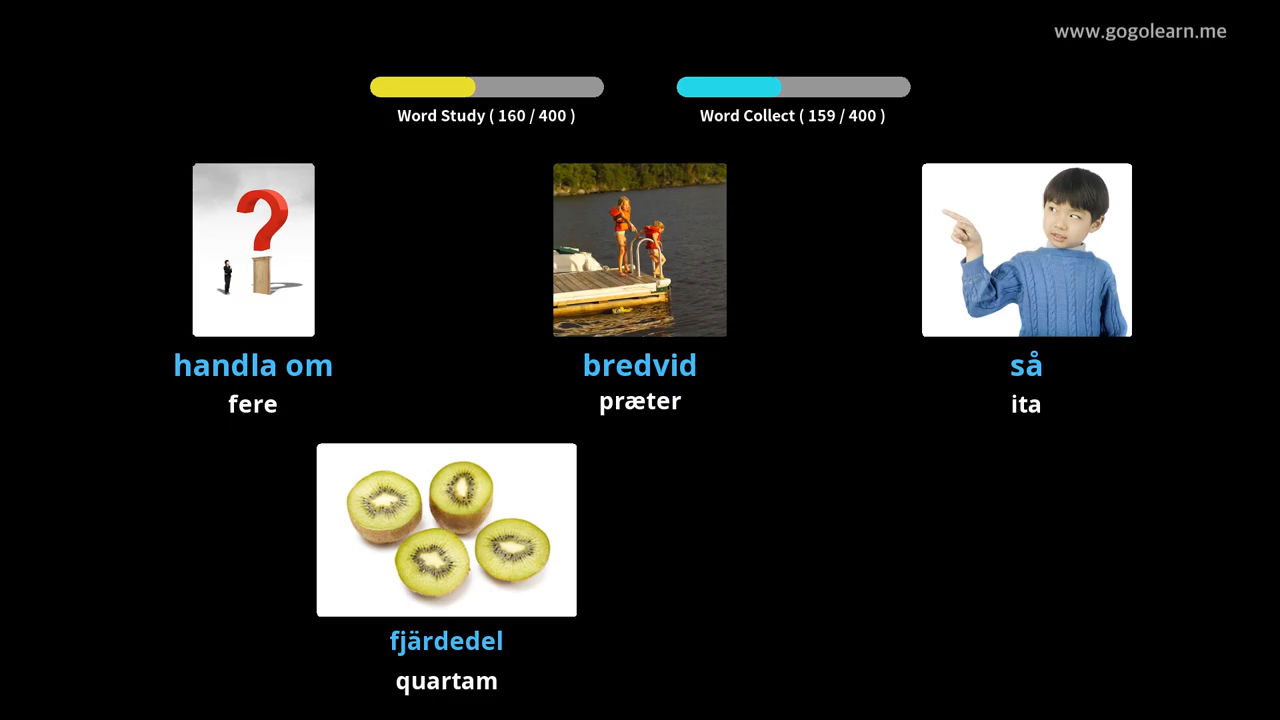 www.gogolearn.me
Word Study ( 160 / 400 )
Word Collect ( 159 / 400 )
handla om
fere
bredvid
præter
så
ita
fjärdedel
quartam